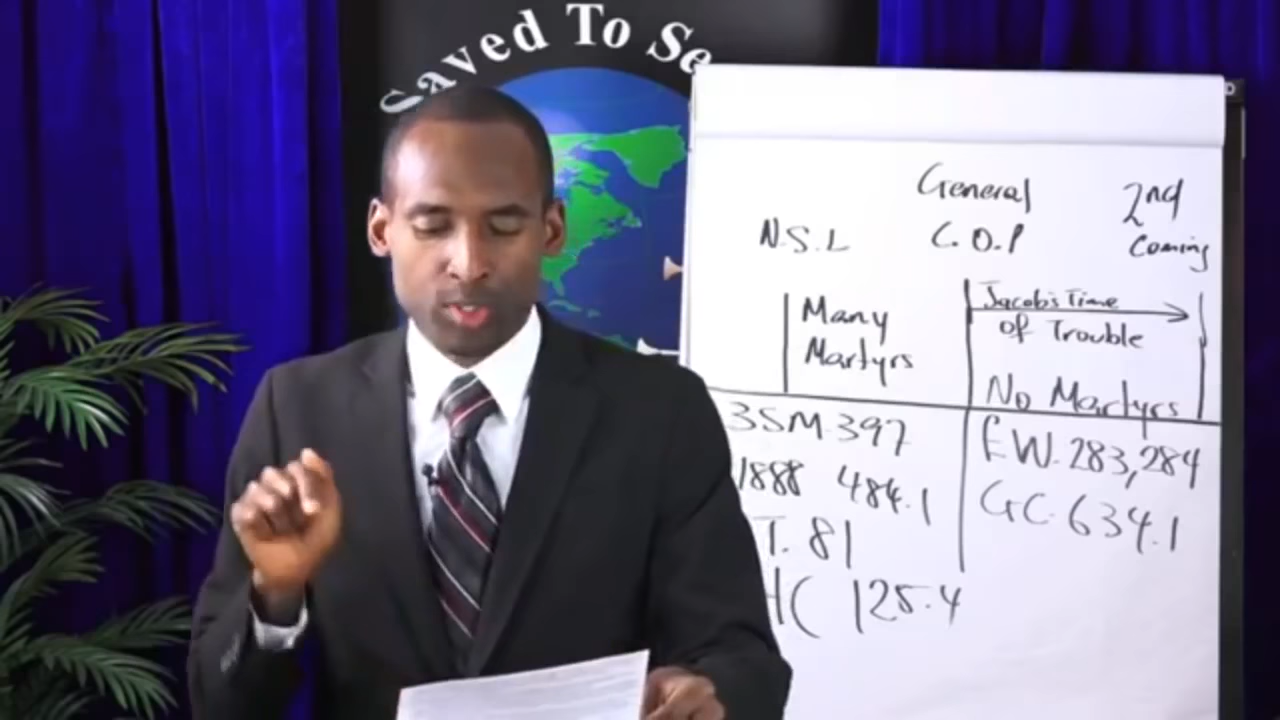 Saved To Se
General
2nd
N.S.L
C.O.P
Coming
Many
Martyrs
Jacob's Time
of Trouble
No Martyrs
3SM.397
1888 484.1
T. 81
HC 125.4
EW. 283,284
GC. 634.1